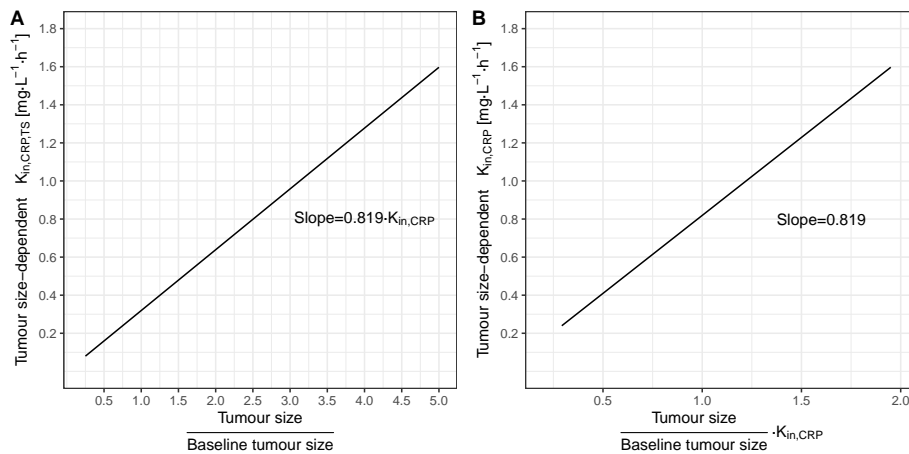 A
Tumour size−dependent K_in,CRP,TS [mg·L⁻¹·h⁻¹]
1.8
1.6
1.4
1.2
1.0
0.8
0.6
0.4
0.2
Slope=0.819·K_in,CRP
0.5 1.0 1.5 2.0 2.5 3.0 3.5 4.0 4.5 5.0
Tumour size
Baseline tumour size
B
Tumour size−dependent K_in,CRP [mg·L⁻¹·h⁻¹]
1.8
1.6
1.4
1.2
1.0
0.8
0.6
0.4
0.2
Slope=0.819
0.5 1.0 1.5 2.0
Tumour size
Baseline tumour size ·K_in,CRP